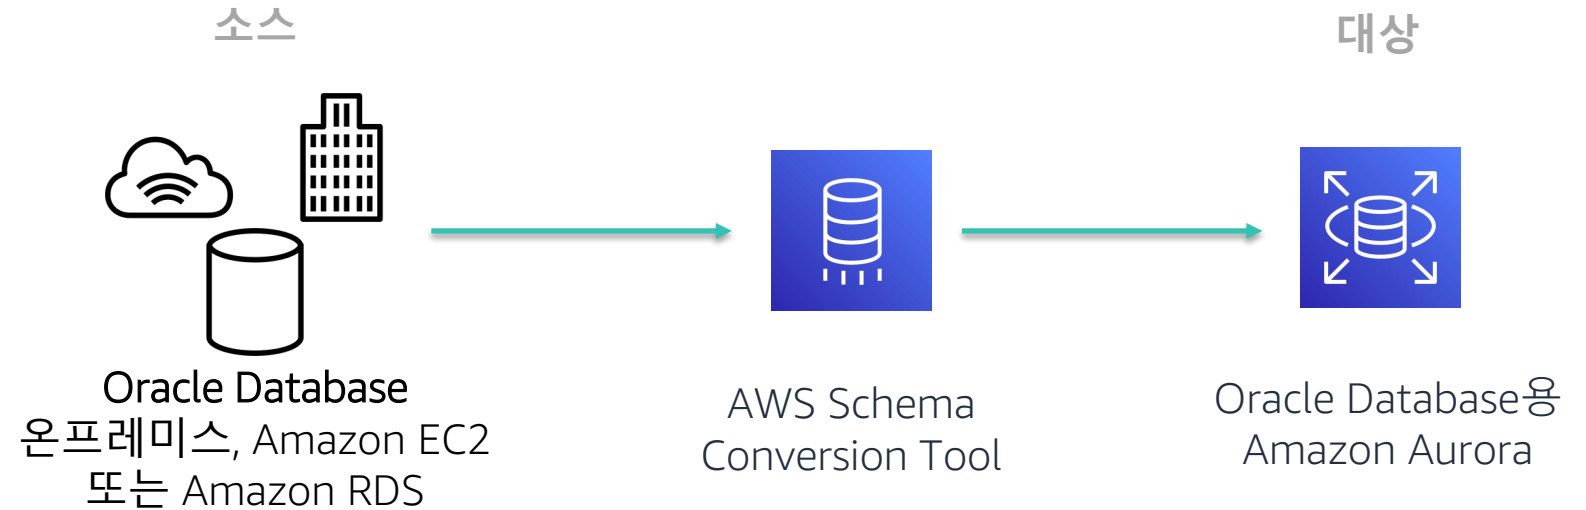 소스
대상
Oracle Database
온프레미스, Amazon EC2
또는 Amazon RDS
AWS Schema
Conversion Tool
Oracle Database용
Amazon Aurora